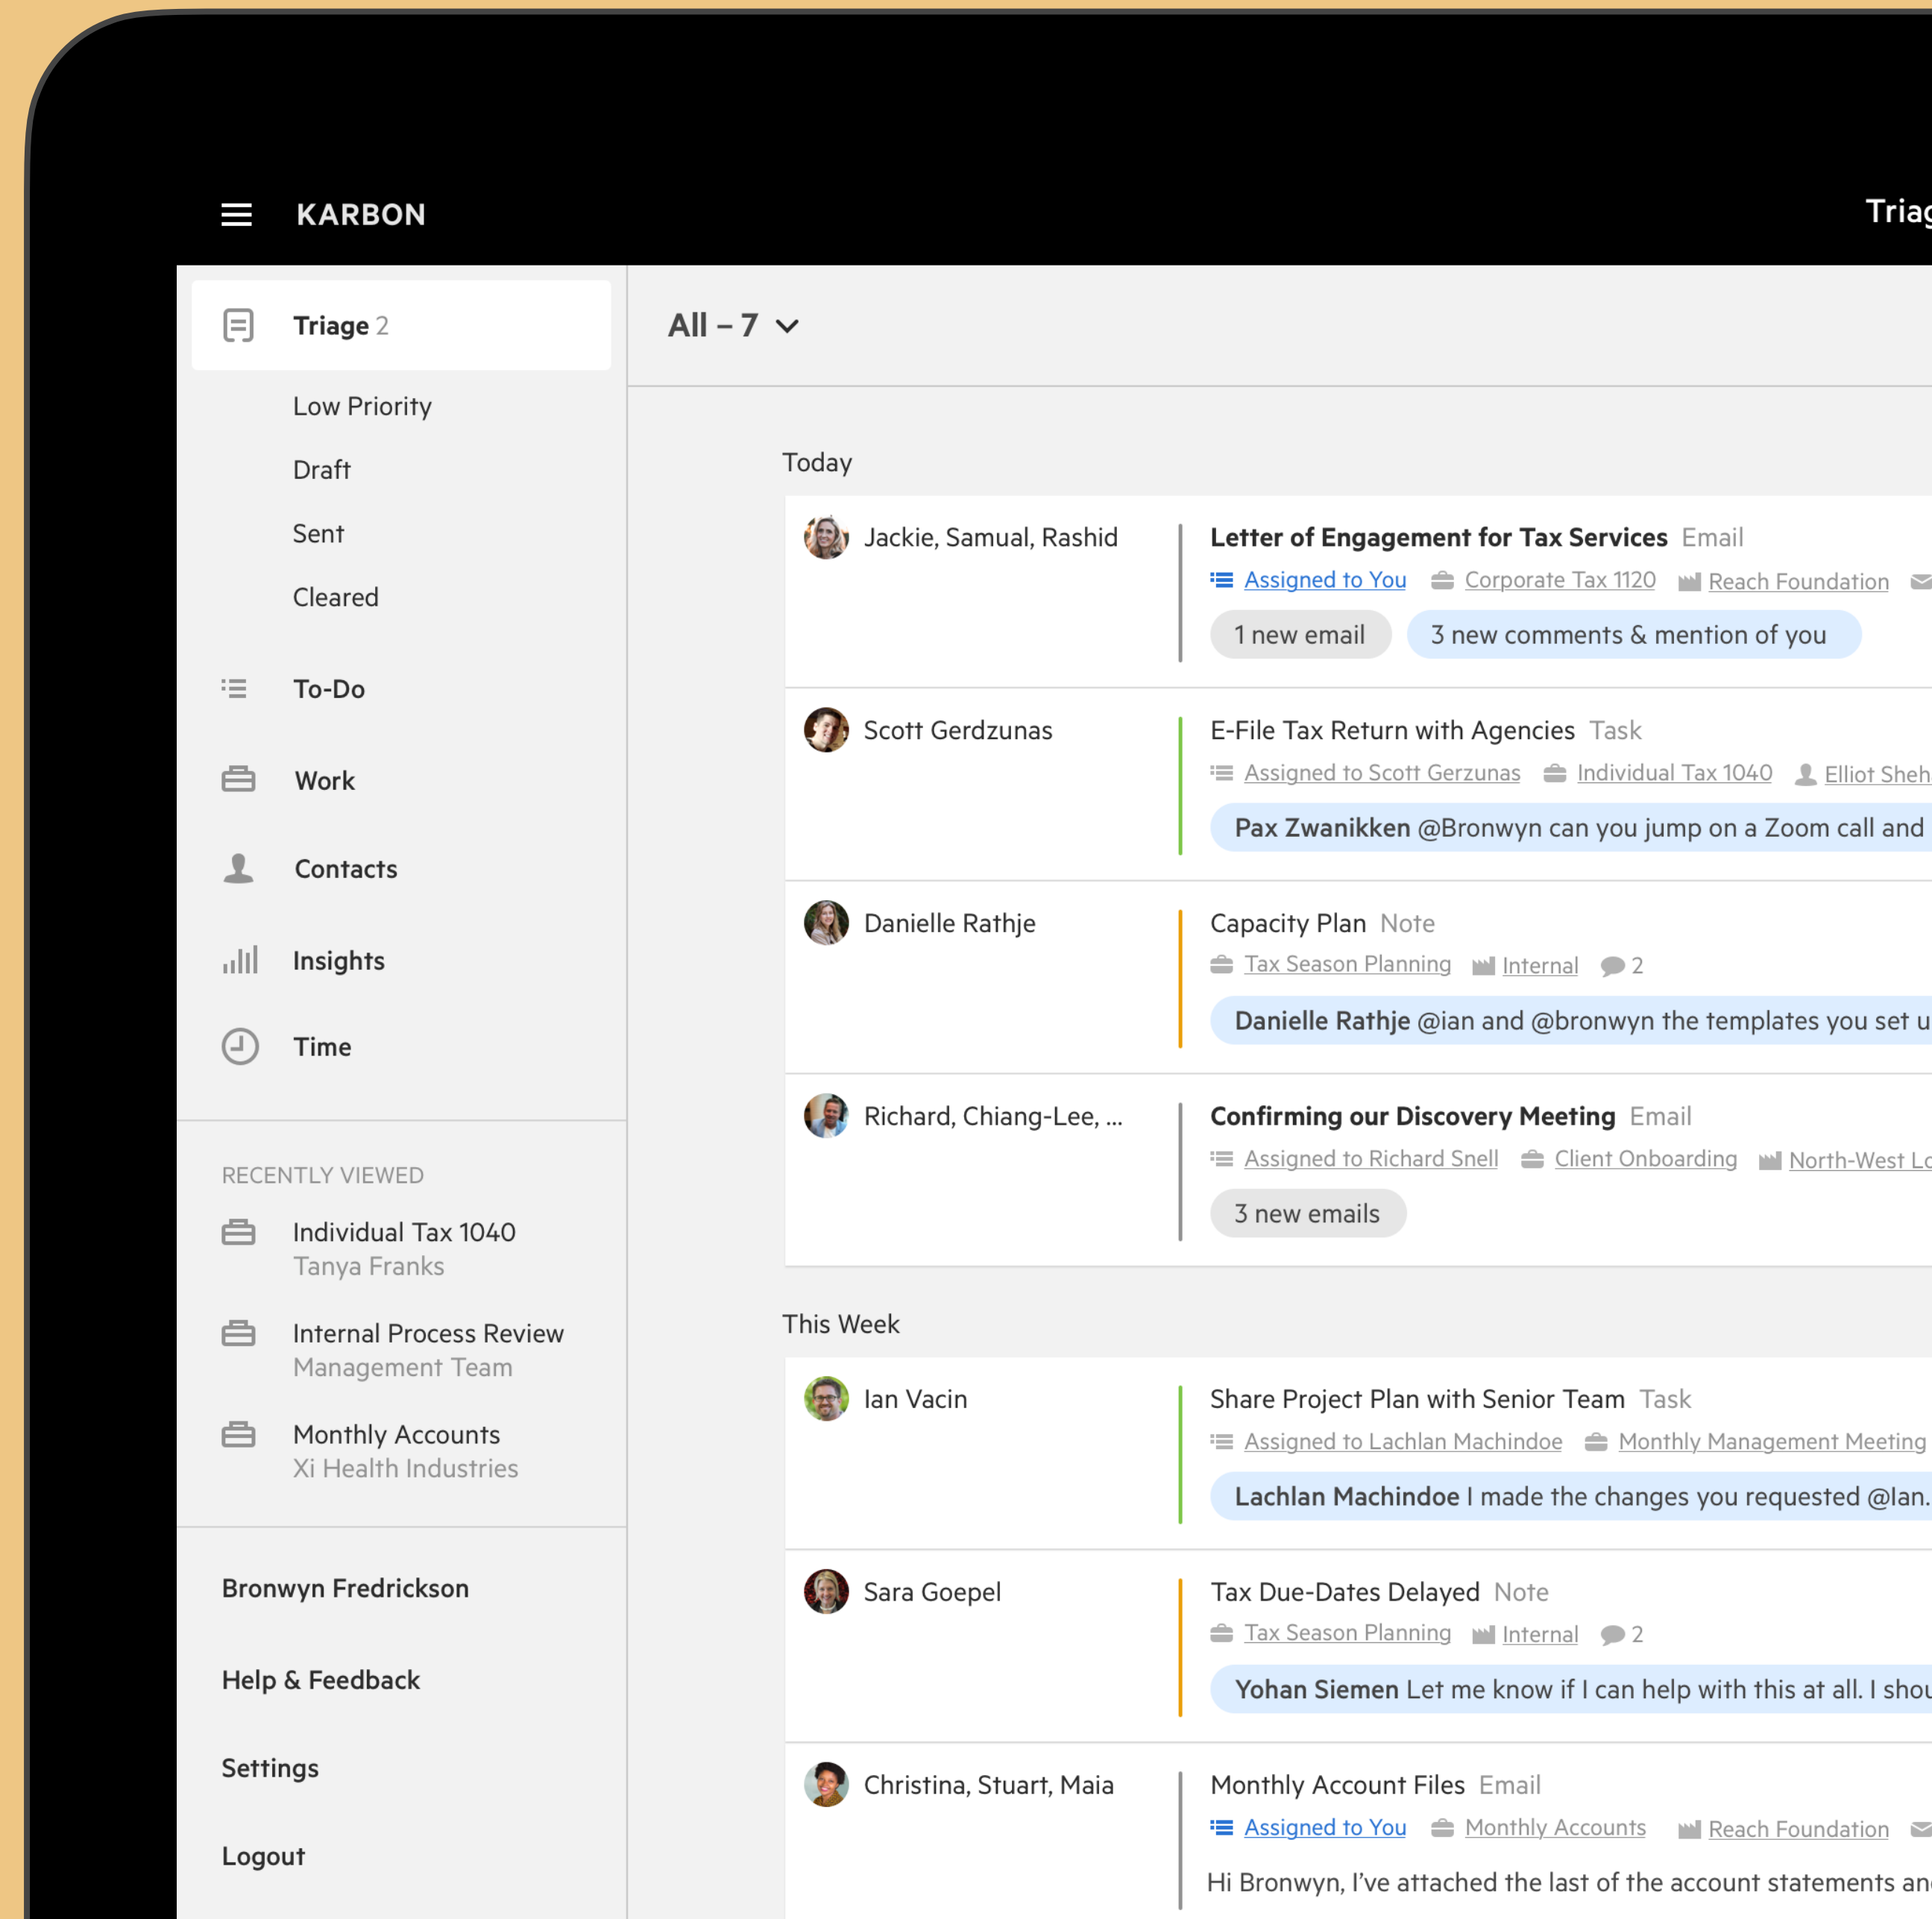 KARBON
Triag
Triage 2
Low Priority
Draft
Sent
Cleared
To-Do
Work
Contacts
Insights
Time
RECENTLY VIEWED
Individual Tax 1040
Tanya Franks
Internal Process Review
Management Team
Monthly Accounts
Xi Health Industries
Bronwyn Fredrickson
Help & Feedback
Settings
Logout
All – 7
Today
Jackie, Samual, Rashid
Letter of Engagement for Tax Services Email
Assigned to You Corporate Tax 1120 Reach Foundation
1 new email 3 new comments & mention of you
Scott Gerdzunas
E-File Tax Return with Agencies Task
Assigned to Scott Gerzunas Individual Tax 1040 Elliot Sheh
Pax Zwanikken @Bronwyn can you jump on a Zoom call and
Danielle Rathje
Capacity Plan Note
Tax Season Planning Internal 2
Danielle Rathje @ian and @bronwyn the templates you set u
Richard, Chiang-Lee, ...
Confirming our Discovery Meeting Email
Assigned to Richard Snell Client Onboarding North-West Lo
3 new emails
This Week
Ian Vacin
Share Project Plan with Senior Team Task
Assigned to Lachlan Machindoe Monthly Management Meeting
Lachlan Machindoe I made the changes you requested @Ian.
Sara Goepel
Tax Due-Dates Delayed Note
Tax Season Planning Internal 2
Yohan Siemen Let me know if I can help with this at all. I shou
Christina, Stuart, Maia
Monthly Account Files Email
Assigned to You Monthly Accounts Reach Foundation
Hi Bronwyn, I've attached the last of the account statements an